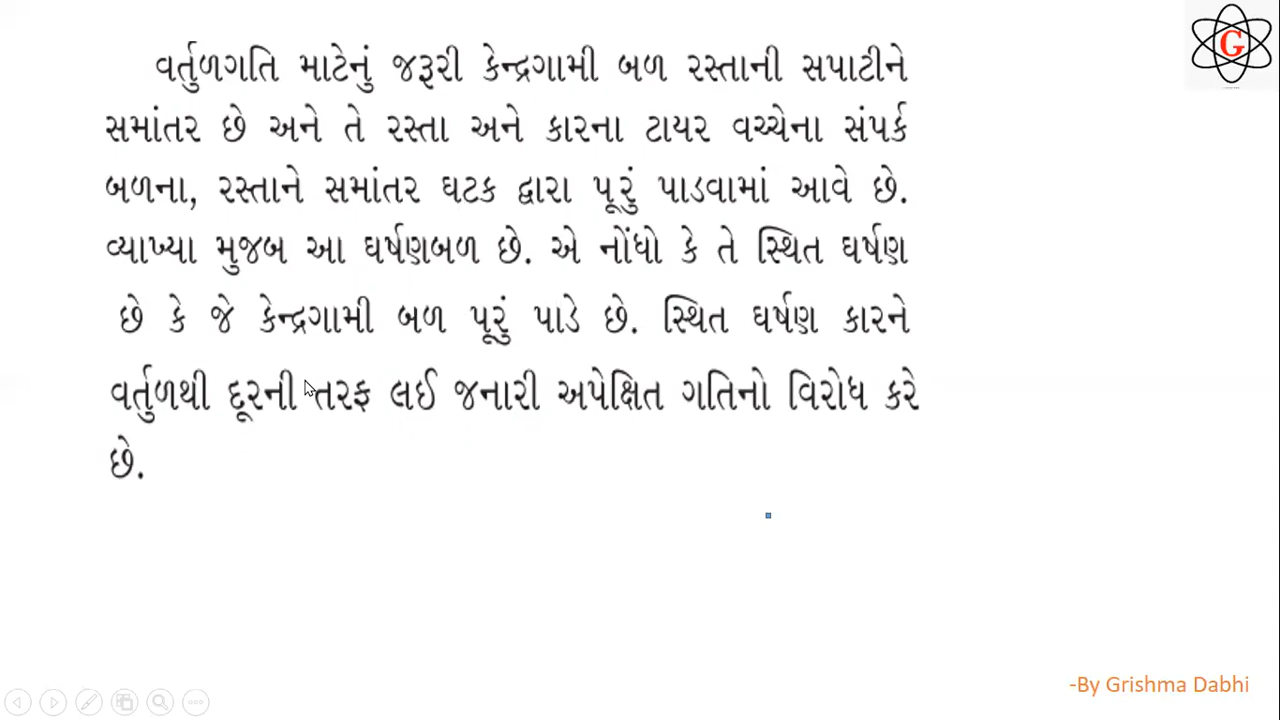 વર્તુળગતિ માટેનું જરૂરી કેન્દ્રગામી બળ રસ્તાની સપાટીને
સમાંતર છે અને તે રસ્તા અને કારના ટાયર વચ્ચેના સંપર્ક
બળના, રસ્તાને સમાંતર ઘટક દ્વારા પૂરું પાડવામાં આવે છે.
વ્યાખ્યા મુજબ આ ઘર્ષણબળ છે. એ નોંધો કે તે સ્થિત ઘર્ષણ
છે કે જે કેન્દ્રગામી બળ પૂરું પાડે છે. સ્થિત ઘર્ષણ કારને
વર્તુળથી દૂરની તરફ લઈ જનારી અપેક્ષિત ગતિનો વિરોધ કરે
છે.
G
-By Grishma Dabhi